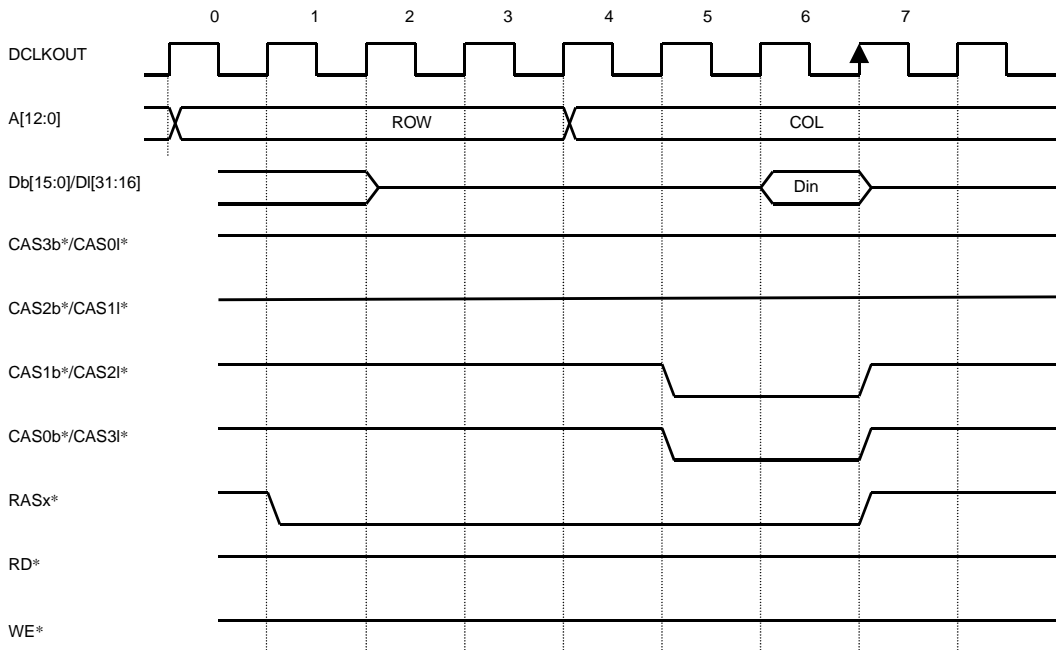 0 1 2 3 4 5 6 7
DCLKOUT
A[12:0] ROW COL
Db[15:0]/Dl[31:16] Din
CAS3b*/CAS0l*
CAS2b*/CAS1l*
CAS1b*/CAS2l*
CAS0b*/CAS3l*
RASx*
RD*
WE*